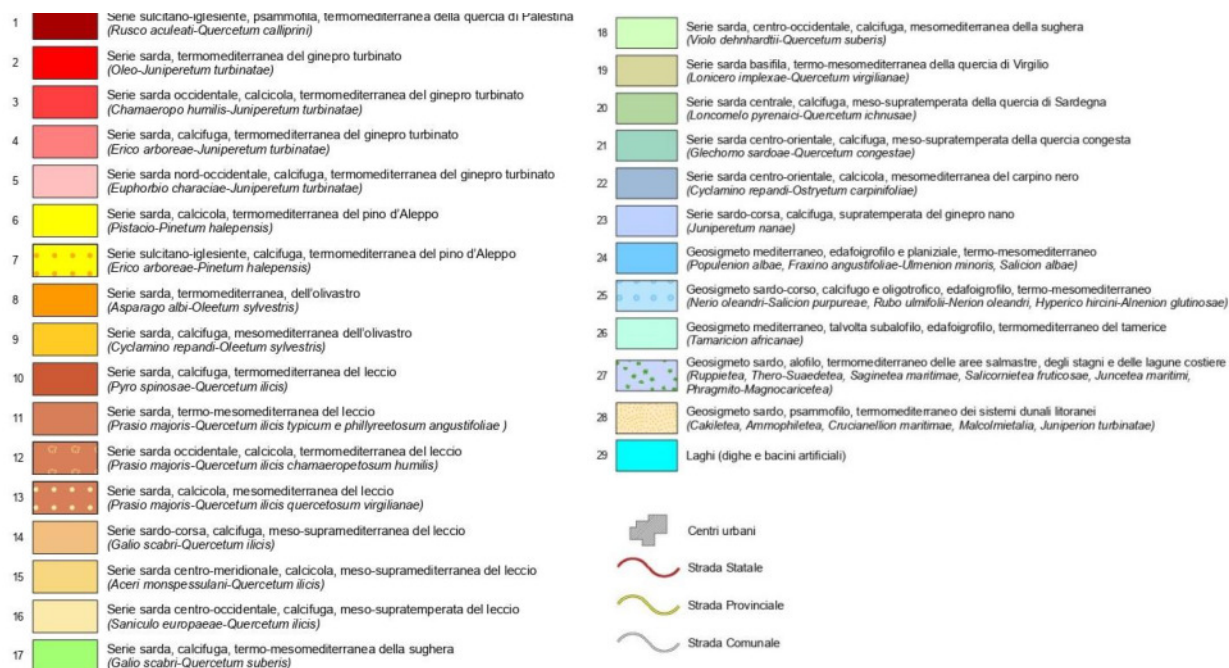 1 Serie sulcitano-iglesiente, psammofila, termomediterranea della quercia di Palestina
(Rusco aculeati-Quercetum calliprini)
2 Serie sarda, termomediterranea del ginepro turbinato
(Oleo-Juniperetum turbinatae)
3 Serie sarda occidentale, calcicola, termomediterranea del ginepro turbinato
(Chamaeropo humilis-Juniperetum turbinatae)
4 Serie sarda, calcifuga, termomediterranea del ginepro turbinato
(Erico arboreae-Juniperetum turbinatae)
5 Serie sarda nord-occidentale, calcifuga, termomediterranea del ginepro turbinato
(Euphorbio characiae-Juniperetum turbinatae)
6 Serie sarda, calcicola, termomediterranea del pino d'Aleppo
(Pistacio-Pinetum halepensis)
7 Serie sulcitano-iglesiente, calcifuga, termomediterranea del pino d'Aleppo
(Erico arboreae-Pinetum halepensis)
8 Serie sarda, termomediterranea, dell'olivastro
(Asparago albi-Oleetum sylvestris)
9 Serie sarda, calcifuga, mesomediterranea dell'olivastro
(Cyclamino repandi-Oleetum sylvestris)
10 Serie sarda, calcifuga, termomediterranea del leccio
(Pyro spinosae-Quercetum ilicis)
11 Serie sarda, termo-mesomediterranea del leccio
(Prasio majoris-Quercetum ilicis typicum e phillyreetosum angustifoliae )
12 Serie sarda occidentale, calcicola, termomediterranea del leccio
(Prasio majoris-Quercetum ilicis chamaeropetosum humilis)
13 Serie sarda, calcicola, mesomediterranea del leccio
(Prasio majoris-Quercetum ilicis quercetosum virgilianae)
14 Serie sardo-corsa, calcifuga, meso-supramediterranea del leccio
(Galio scabri-Quercetum ilicis)
15 Serie sarda centro-meridionale, calcicola, meso-supramediterranea del leccio
(Aceri monspessulani-Quercetum ilicis)
16 Serie sarda centro-occidentale, calcifuga, meso-supratemperata del leccio
(Saniculo europaeae-Quercetum ilicis)
17 Serie sarda, calcifuga, termo-mesomediterranea della sughera
(Galio scabri-Quercetum suberis)
18 Serie sarda, centro-occidentale, calcifuga, mesomediterranea della sughera
(Violo dehnhardtii-Quercetum suberis)
19 Serie sarda basifila, termo-mesomediterranea della quercia di Virgilio
(Lonicero implexae-Quercetum virgilianae)
20 Serie sarda centrale, calcifuga, meso-supratemperata della quercia di Sardegna
(Loncomelo pyrenaici-Quercetum ichnusae)
21 Serie sarda centro-orientale, calcifuga, meso-supratemperata della quercia congesta
(Glechomo sardoae-Quercetum congestae)
22 Serie sarda centro-orientale, calcicola, mesomediterranea del carpino nero
(Cyclamino repandi-Ostryetum carpinifoliae)
23 Serie sardo-corsa, calcifuga, supratemperata del ginepro nano
(Juniperetum nanae)
24 Geosigmeto mediterraneo, edafoigrofilo e planiziale, termo-mesomediterraneo
(Populenion albae, Fraxino angustifoliae-Ulmenion minoris, Salicion albae)
25 Geosigmeto sardo-corso, calcifugo e oligotrofico, edafoigrofilo, termo-mesomediterraneo
(Nerio oleandri-Salicion purpureae, Rubo ulmifolii-Nerion oleandri, Hyperico hircini-Alnenion glutinosae)
26 Geosigmeto mediterraneo, talvolta subalofilo, edafoigrofilo, termomediterraneo del tamerice
(Tamaricion africanae)
27 Geosigmeto sardo, alofilo, termomediterraneo delle aree salmastre, degli stagni e delle lagune costiere
(Ruppietea, Thero-Suaedetea, Saginetea maritimae, Salicornietea fruticosae, Juncetea maritimi,
Phragmito-Magnocaricetea)
28 Geosigmeto sardo, psammofilo, termomediterraneo dei sistemi dunali litoranei
(Cakiletea, Ammophiletea, Crucianellion maritimae, Malcolmietalia, Juniperion turbinatae)
29 Laghi (dighe e bacini artificiali)
Centri urbani
Strada Statale
Strada Provinciale
Strada Comunale